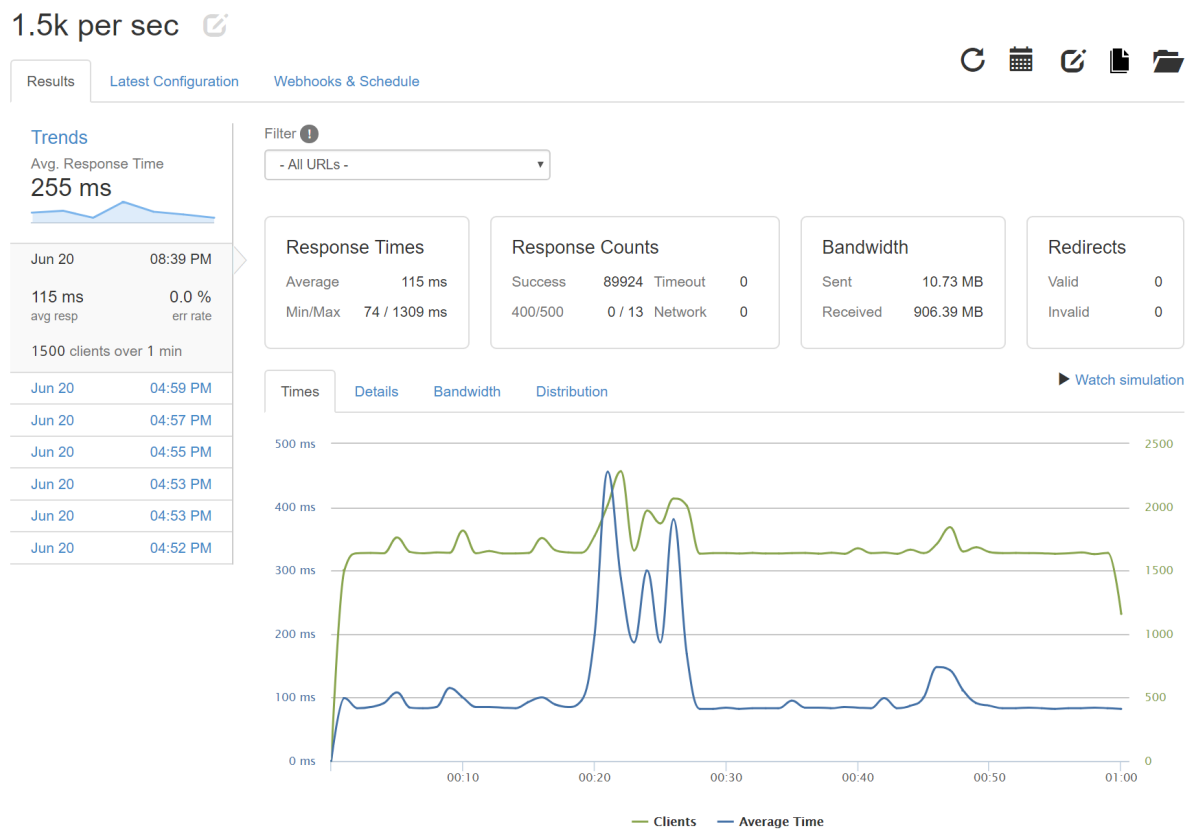 1.5k per sec
Results Latest Configuration Webhooks & Schedule
Trends
Avg. Response Time
255 ms
Jun 20 08:39 PM
115 ms 0.0 %
avg resp err rate
1500 clients over 1 min
Jun 20 04:59 PM
Jun 20 04:57 PM
Jun 20 04:55 PM
Jun 20 04:53 PM
Jun 20 04:53 PM
Jun 20 04:52 PM
Filter !
- All URLs -
Response Times
Average 115 ms
Min/Max 74 / 1309 ms
Response Counts
Success 89924 Timeout 0
400/500 0 / 13 Network 0
Bandwidth
Sent 10.73 MB
Received 906.39 MB
Redirects
Valid 0
Invalid 0
Times Details Bandwidth Distribution
Watch simulation
500 ms 2500
400 ms 2000
300 ms 1500
200 ms 1000
100 ms 500
0 ms 0
00:10 00:20 00:30 00:40 00:50 01:00
Clients Average Time